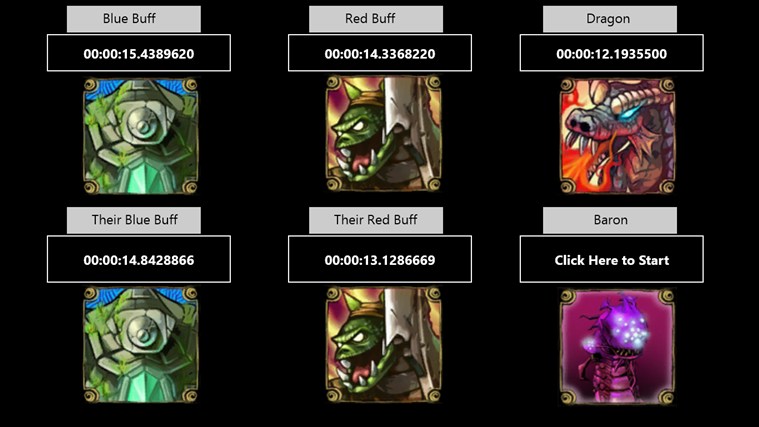 Blue Buff
Red Buff
Dragon
00:00:15.4389620
00:00:14.3368220
00:00:12.1935500
Their Blue Buff
Their Red Buff
Baron
00:00:14.8428866
00:00:13.1286669
Click Here to Start